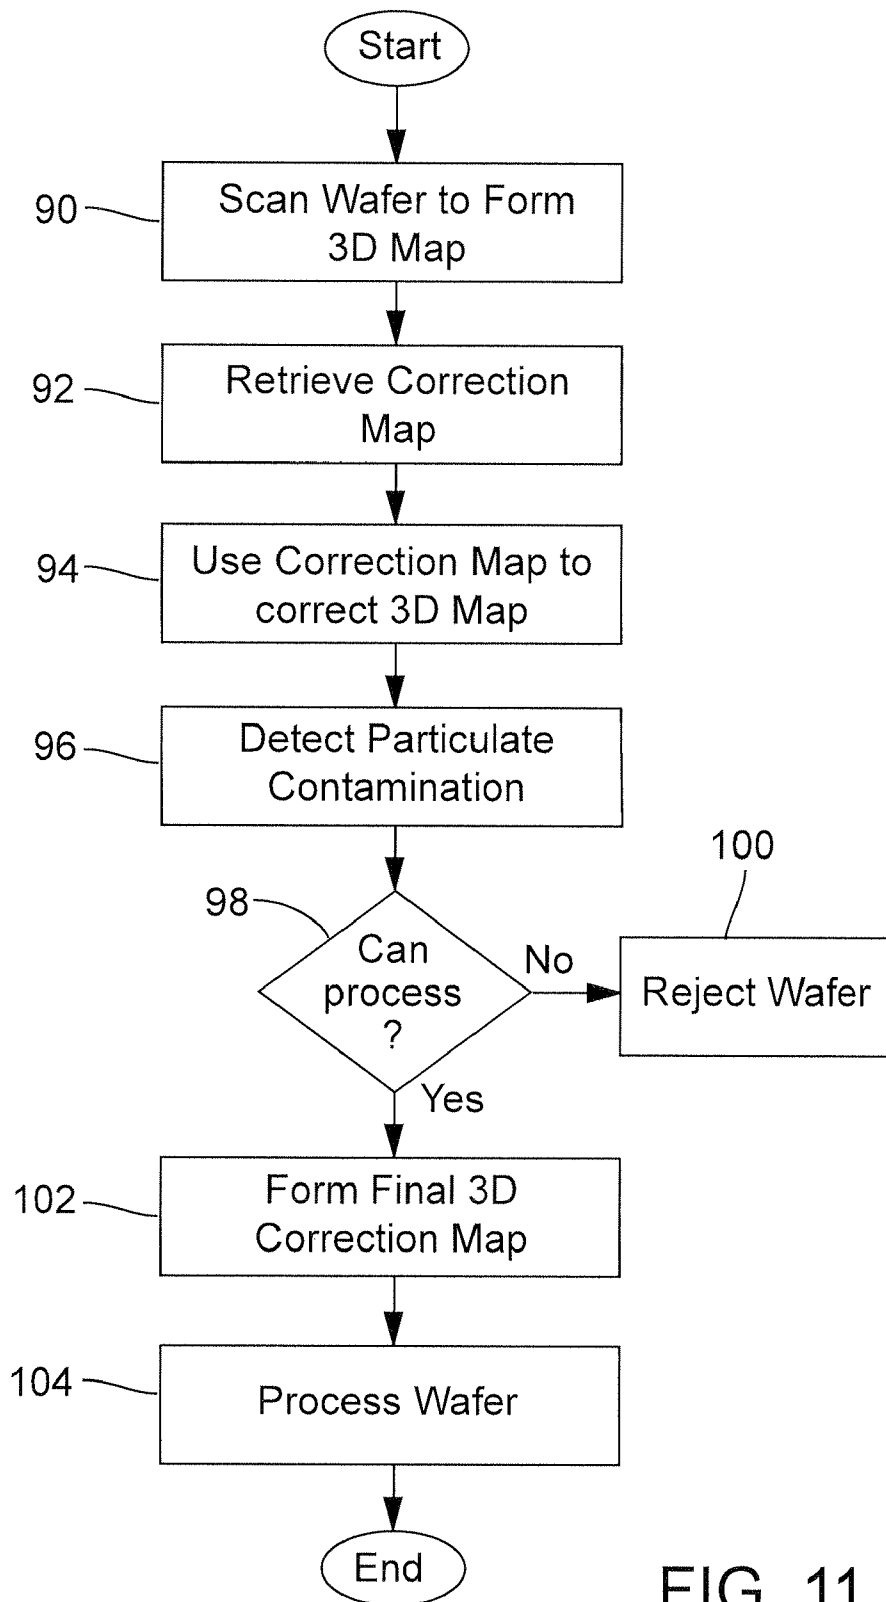 Start
90
Scan Wafer to Form
3D Map
92
Retrieve Correction
Map
94
Use Correction Map to
correct 3D Map
96
Detect Particulate
Contamination
98
Can
process
?
No
100
Reject Wafer
Yes
102
Form Final 3D
Correction Map
104
Process Wafer
End
FIG. 11